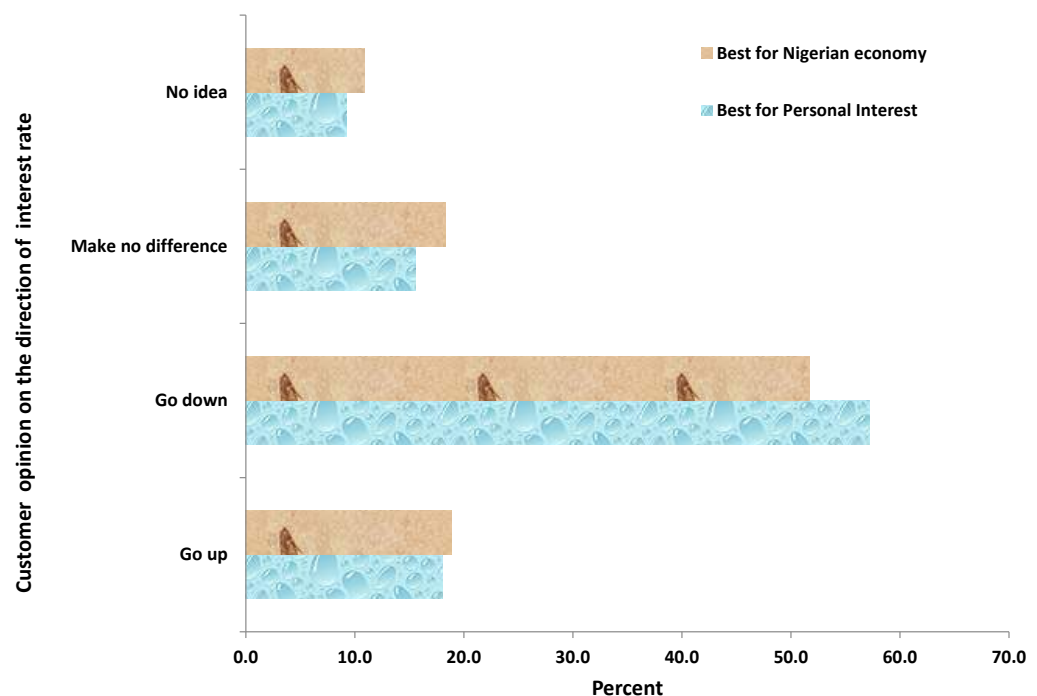 Customer opinion on the direction of interest rate
No idea
Make no difference
Go down
Go up
Best for Nigerian economy
Best for Personal Interest
0.0 10.0 20.0 30.0 40.0 50.0 60.0 70.0
Percent